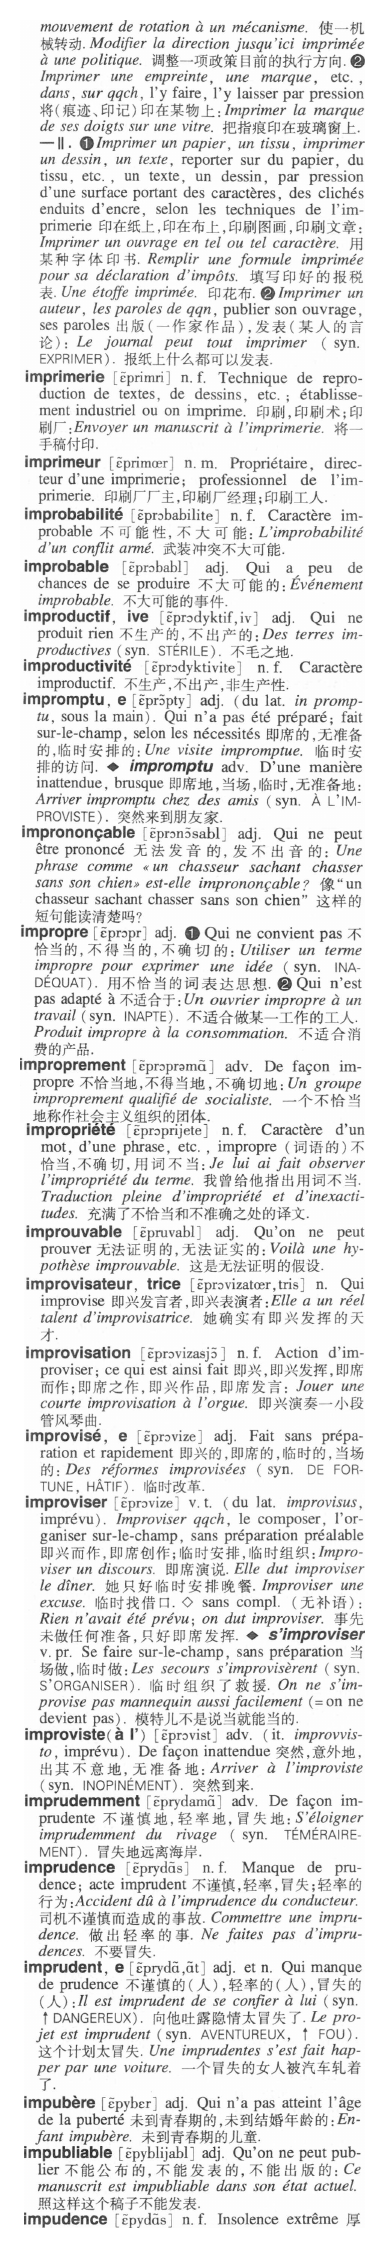 mouvement de rotation à un mécanisme. 使一机
械转动. Modifier la direction jusqu'ici imprimée
à une politique. 调整一项政策目前的执行方向. ❷
Imprimer une empreinte, une marque, etc.,
dans, sur qqch, l'y faire, l'y laisser par pression
将(痕迹、印记)印在某物上: Imprimer la marque
de ses doigts sur une vitre. 把指痕印在玻璃窗上.
—‖. ❶ Imprimer un papier, un tissu, imprimer
un dessin, un texte, reporter sur du papier, du
tissu, etc., un texte, un dessin, par pression
d'une surface portant des caractères, des clichés
enduits d'encre, selon les techniques de l'im-
primerie 印在纸上,印在布上,印刷图画,印刷文章:
Imprimer un ouvrage en tel ou tel caractère. 用
某种字体印书. Remplir une formule imprimée
pour sa déclaration d'impôts. 填写印好的报税
表. Une étoffe imprimée. 印花布. ❷ Imprimer un
auteur, les paroles de qqn, publier son ouvrage,
ses paroles 出版(一作家作品),发表(某人的言
论): Le journal peut tout imprimer (syn.
EXPRIMER). 报纸上什么都可以发表.
imprimerie [ɛ̃primri] n. f. Technique de repro-
duction de textes, de dessins, etc.; établisse-
ment industriel ou on imprime. 印刷,印刷术;印
刷厂: Envoyer un manuscrit à l'imprimerie. 将一
手稿付印.
imprimeur [ɛ̃primœr] n. m. Propriétaire, direc-
teur d'une imprimerie; professionnel de l'im-
primerie. 印刷厂厂主,印刷厂经理;印刷工人.
improbabilité [ɛ̃prɔbabilite] n. f. Caractère im-
probable 不可能性,不大可能: L'improbabilité
d'un conflit armé. 武装冲突不大可能.
improbable [ɛ̃prɔbabl] adj. Qui a peu de
chances de se produire 不大可能的: Événement
improbable. 不大可能的事件.
improductif, ive [ɛ̃prɔdyktif,iv] adj. Qui ne
produit rien 不生产的,不出产的: Des terres im-
productives (syn. STÉRILE). 不毛之地.
improductivité [ɛ̃prɔdyktivite] n. f. Caractère
improductif. 不生产,不出产,非生产性.
impromptu, e [ɛ̃prɔ̃pty] adj. (du lat. in promp-
tu, sous la main). Qui n'a pas été préparé; fait
sur-le-champ, selon les nécessités 即席的,无准备
的,临时安排的: Une visite impromptue. 临时安
排的访问. ◆ impromptu adv. D'une manière
inattendue, brusque 即席地,当场,临时,无准备地:
Arriver impromptu chez des amis (syn. À L'IM-
PROVISTE). 突然来到朋友家.
imprononçable [ɛ̃prɔnɔ̃sabl] adj. Qui ne peut
être prononcé 无法发音的,发不出音的: Une
phrase comme « un chasseur sachant chasser
sans son chien» est-elle imprononçable? 像“un
chasseur sachant chasser sans son chien” 这样的
短句能读清楚吗?
impropre [ɛ̃prɔpr] adj. ❶ Qui ne convient pas 不
恰当的,不得当的,不确切的: Utiliser un terme
impropre pour exprimer une idée (syn. INA-
DÉQUAT). 用不恰当的词表达思想. ❷ Qui n'est
pas adapté à 不适合于: Un ouvrier impropre à un
travail (syn. INAPTE). 不适合做某一工作的工人.
Produit impropre à la consommation. 不适合消
费的产品.
improprement [ɛ̃prɔprəmɑ̃] adv. De façon im-
propre 不恰当地,不得当地,不确切地: Un groupe
improprement qualifié de socialiste. 一个不恰当
地称作社会主义组织的团体.
impropriété [ɛ̃prɔprijete] n. f. Caractère d'un
mot, d'une phrase, etc., impropre (词语的)不
恰当,不确切,用词不当: Je lui ai fait observer
l'impropriété du terme. 我曾给他指出用词不当.
Traduction pleine d'impropriété et d'inexacti-
tudes. 充满了不恰当和不准确之处的译文.
improuvable [ɛ̃pruvabl] adj. Qu'on ne peut
prouver 无法证明的,无法证实的: Voilà une hy-
pothèse improuvable. 这是无法证明的假设.
improvisateur, trice [ɛ̃prɔvizatœr,tris] n. Qui
improvise 即兴发言者,即兴表演者: Elle a un réel
talent d'improvisatrice. 她确实有即兴发挥的天
才.
improvisation [ɛ̃prɔvizasjɔ̃] n. f. Action d'im-
proviser; ce qui est ainsi fait 即兴,即兴发挥,即席
而作;即席之作,即兴作品,即席发言: Jouer une
courte improvisation à l'orgue. 即兴演奏一小段
管风琴曲.
improvisé, e [ɛ̃prɔvize] adj. Fait sans prépa-
ration et rapidement 即兴的,即席的,临时的,当场
的: Des réformes improvisées (syn. DE FOR-
TUNE, HÂTIF). 临时改革.
improviser [ɛ̃prɔvize] v. t. (du lat. improvisus,
imprévu). Improviser qqch, le composer, l'or-
ganiser sur-le-champ, sans préparation préalable
即兴而作,即席创作;临时安排,临时组织: Impro-
viser un discours. 即席演说. Elle dut improviser
le dîner. 她只好临时安排晚餐. Improviser une
excuse. 临时找借口. ◇ sans compl. (无补语):
Rien n'avait été prévu; on dut improviser. 事先
未做任何准备,只好即席发挥. ◆ s'improviser
v. pr. Se faire sur-le-champ, sans préparation 当
场做,临时做: Les secours s'improvisèrent (syn.
S'ORGANISER). 临时组织了救援. On ne s'im-
provise pas mannequin aussi facilement (= on ne
devient pas). 模特儿不是说当就能当的.
improviste(à l') [ɛ̃prɔvist] adv. (it. improvvis-
to, imprévu). De façon inattendue 突然,意外地,
出其不意地,无准备地: Arriver à l'improviste
(syn. INOPINÉMENT). 突然到来.
imprudemment [ɛ̃prydamɑ̃] adv. De façon im-
prudente 不谨慎地,轻率地,冒失地: S'éloigner
imprudemment du rivage (syn. TÉMÉRAIRE-
MENT). 冒失地远离海岸.
imprudence [ɛ̃prydɑ̃s] n. f. Manque de pru-
dence; acte imprudent 不谨慎,轻率,冒失;轻率的
行为: Accident dû à l'imprudence du conducteur.
司机不谨慎而造成的事故. Commettre une impru-
dence. 做出轻率的事. Ne faites pas d'impru-
dences. 不要冒失.
imprudent, e [ɛ̃prydɑ̃,ɑ̃t] adj. et n. Qui manque
de prudence 不谨慎的(人),轻率的(人),冒失的
(人): Il est imprudent de se confier à lui (syn.
↑ DANGEREUX). 向他吐露隐情太冒失了. Le pro-
jet est imprudent (syn. AVENTUREUX, ↑ FOU).
这个计划太冒失. Une imprudentes s'est fait hap-
per par une voiture. 一个冒失的女人被汽车轧着
了.
impubère [ɛ̃pyber] adj. Qui n'a pas atteint l'âge
de la puberté 未到青春期的,未到结婚年龄的: En-
fant impubère. 未到青春期的儿童.
impubliable [ɛ̃pyblijabl] adj. Qu'on ne peut pub-
lier 不能公布的,不能发表的,不能出版的: Ce
manuscrit est impubliable dans son état actuel.
照这样这个稿子不能发表.
impudence [ɛ̃pydɑ̃s] n. f. Insolence extrême 厚